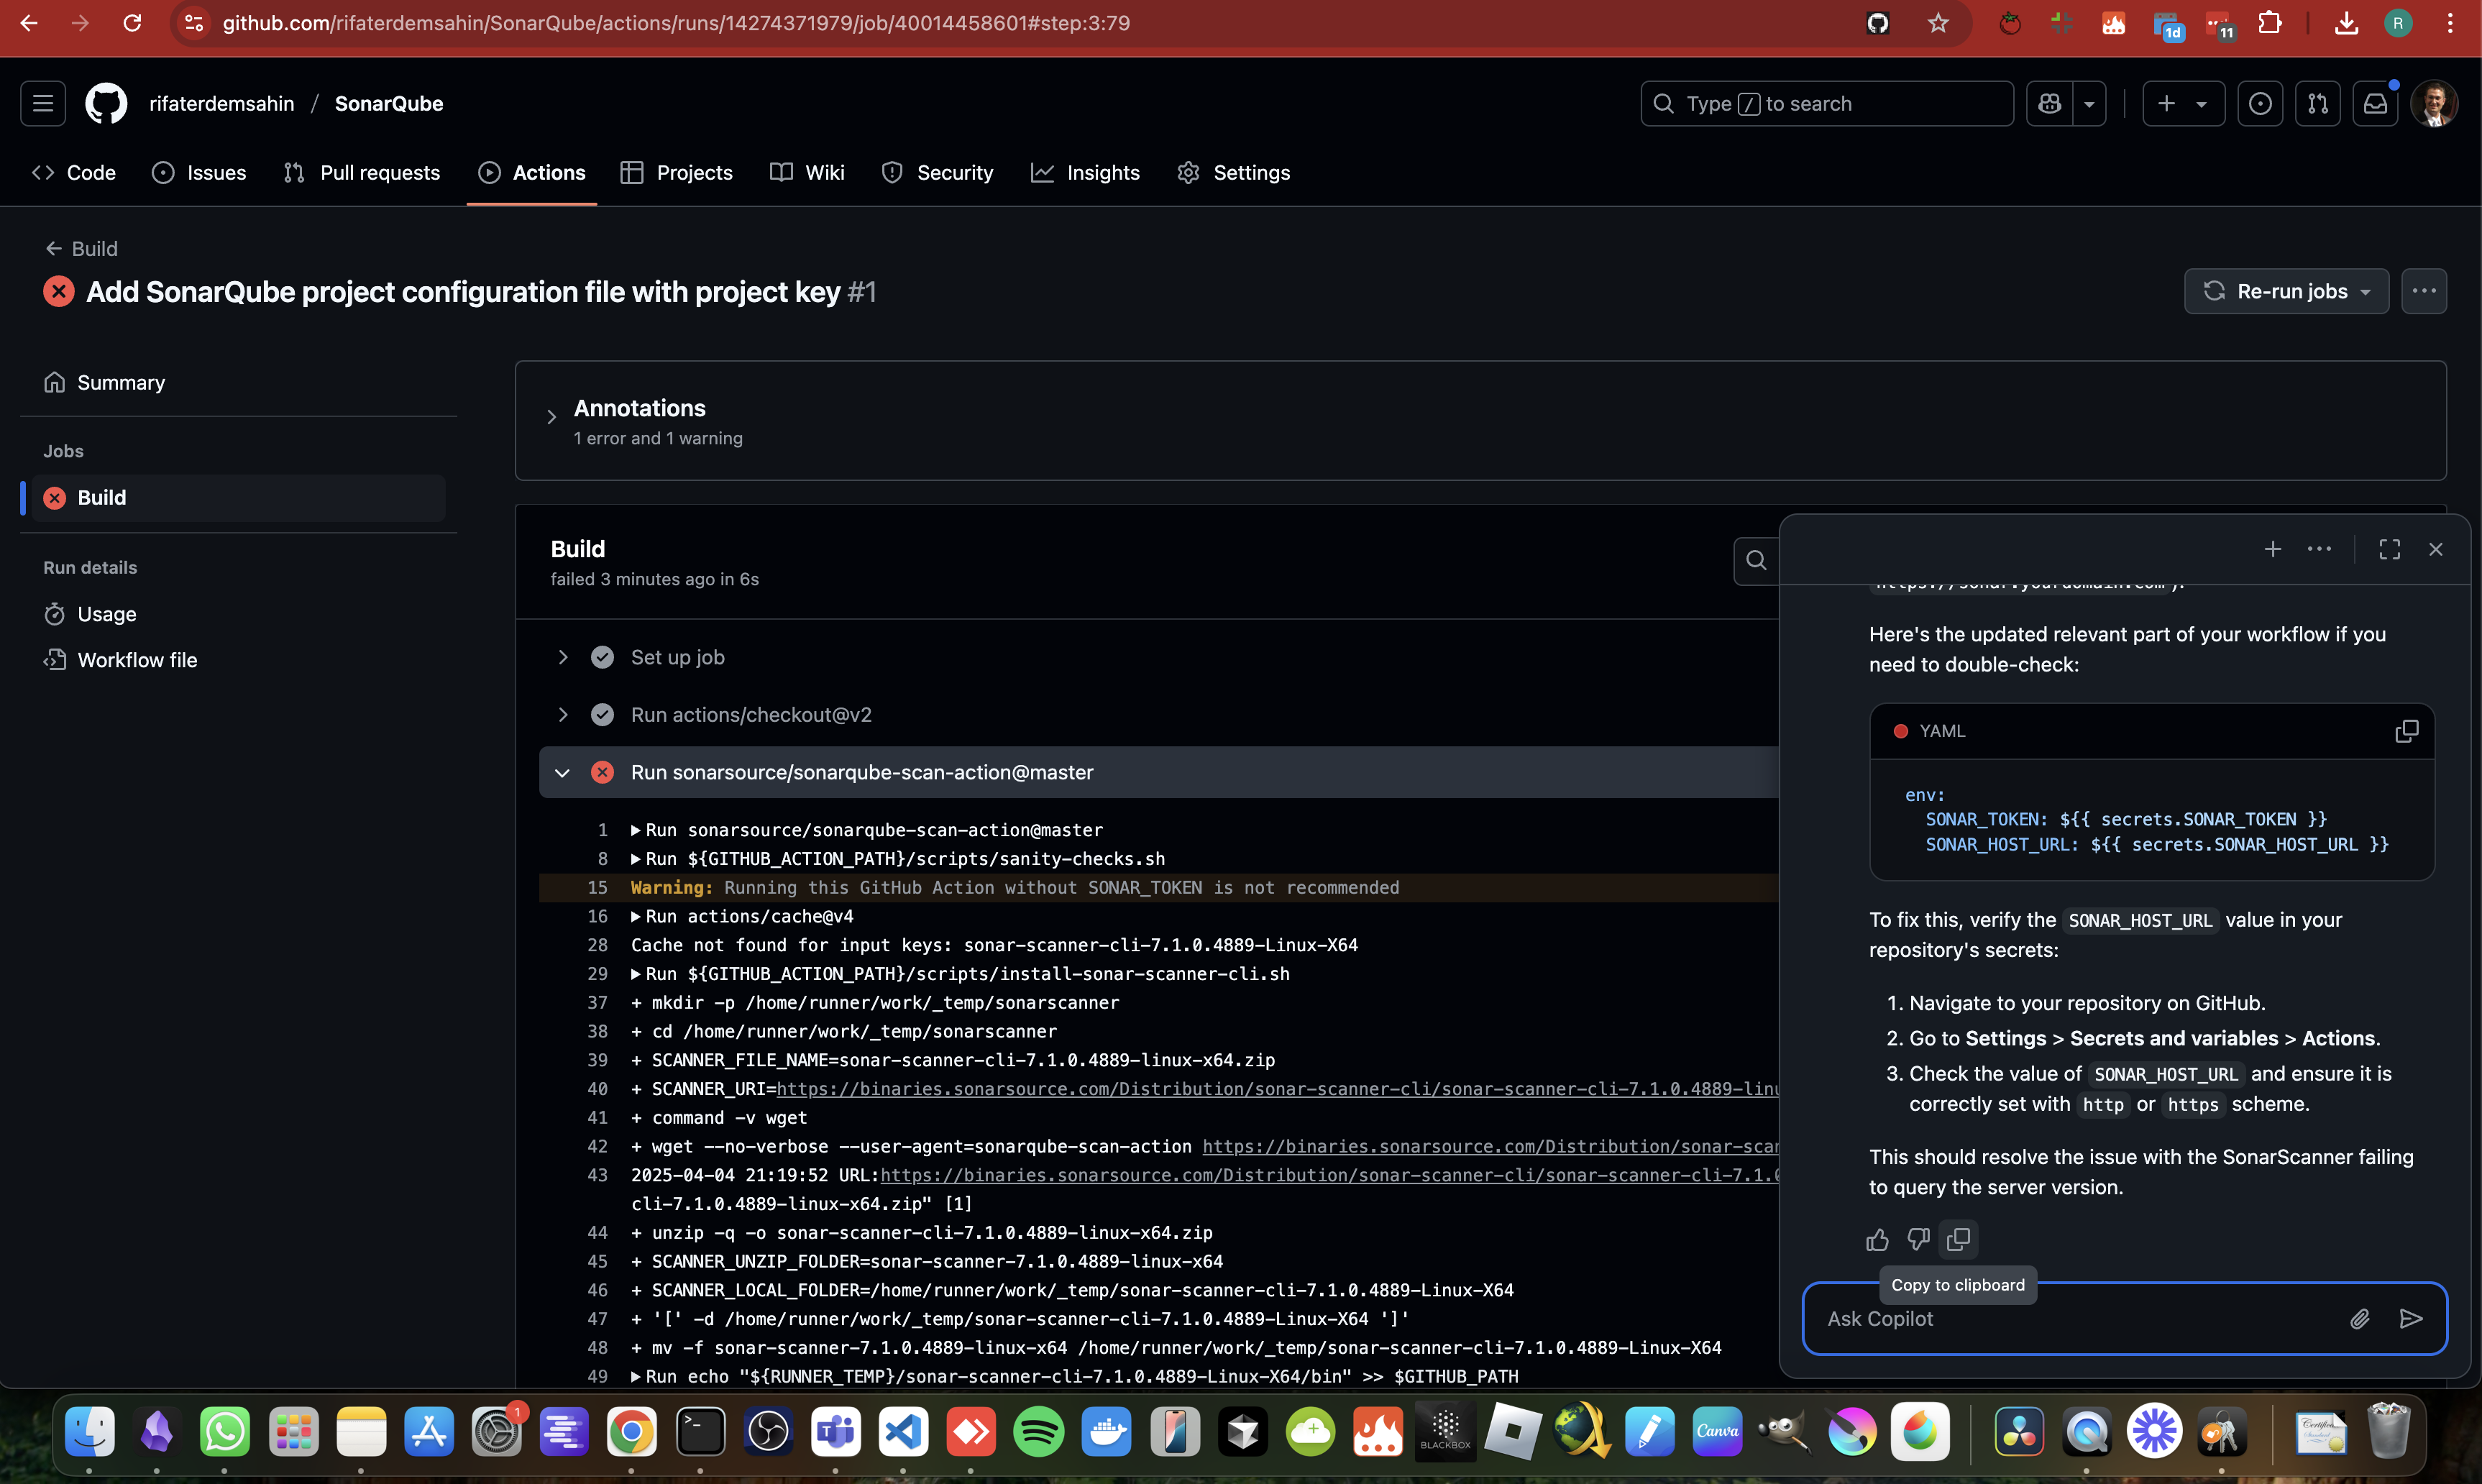 github.com/rifaterdemsahin/SonarQube/actions/runs/14274371979/job/40014458601#step:3:79
1d
11
R
rifaterdemsahin / SonarQube
Type / to search
Code
Issues
Pull requests
Actions
Projects
Wiki
Security
Insights
Settings
Build
Add SonarQube project configuration file with project key #1
Re-run jobs
Summary
Jobs
Build
Run details
Usage
Workflow file
Annotations
1 error and 1 warning
Build
failed 3 minutes ago in 6s
Set up job
Run actions/checkout@v2
Run sonarsource/sonarqube-scan-action@master
1 Run sonarsource/sonarqube-scan-action@master
8 Run ${GITHUB_ACTION_PATH}/scripts/sanity-checks.sh
15 Warning: Running this GitHub Action without SONAR_TOKEN is not recommended
16 Run actions/cache@v4
28 Cache not found for input keys: sonar-scanner-cli-7.1.0.4889-Linux-X64
29 Run ${GITHUB_ACTION_PATH}/scripts/install-sonar-scanner-cli.sh
37 + mkdir -p /home/runner/work/_temp/sonarscanner
38 + cd /home/runner/work/_temp/sonarscanner
39 + SCANNER_FILE_NAME=sonar-scanner-cli-7.1.0.4889-linux-x64.zip
40 + SCANNER_URI=https://binaries.sonarsource.com/Distribution/sonar-scanner-cli/sonar-scanner-cli-7.1.0.4889-linu
41 + command -v wget
42 + wget --no-verbose --user-agent=sonarqube-scan-action https://binaries.sonarsource.com/Distribution/sonar-scan
43 2025-04-04 21:19:52 URL:https://binaries.sonarsource.com/Distribution/sonar-scanner-cli/sonar-scanner-cli-7.1.0
cli-7.1.0.4889-linux-x64.zip" [1]
44 + unzip -q -o sonar-scanner-cli-7.1.0.4889-linux-x64.zip
45 + SCANNER_UNZIP_FOLDER=sonar-scanner-7.1.0.4889-linux-x64
46 + SCANNER_LOCAL_FOLDER=/home/runner/work/_temp/sonar-scanner-cli-7.1.0.4889-Linux-X64
47 + '[' -d /home/runner/work/_temp/sonar-scanner-cli-7.1.0.4889-Linux-X64 ']'
48 + mv -f sonar-scanner-7.1.0.4889-linux-x64 /home/runner/work/_temp/sonar-scanner-cli-7.1.0.4889-Linux-X64
49 Run echo "${RUNNER_TEMP}/sonar-scanner-cli-7.1.0.4889-Linux-X64/bin" >> $GITHUB_PATH
https://sonar.yourdomain.com ).
Here's the updated relevant part of your workflow if you
need to double-check:
YAML
env:
SONAR_TOKEN: ${{ secrets.SONAR_TOKEN }}
SONAR_HOST_URL: ${{ secrets.SONAR_HOST_URL }}
To fix this, verify the SONAR_HOST_URL value in your
repository's secrets:
1. Navigate to your repository on GitHub.
2. Go to Settings > Secrets and variables > Actions.
3. Check the value of SONAR_HOST_URL and ensure it is
correctly set with http or https scheme.
This should resolve the issue with the SonarScanner failing
to query the server version.
Copy to clipboard
Ask Copilot
1
BLACKBOX
Canva